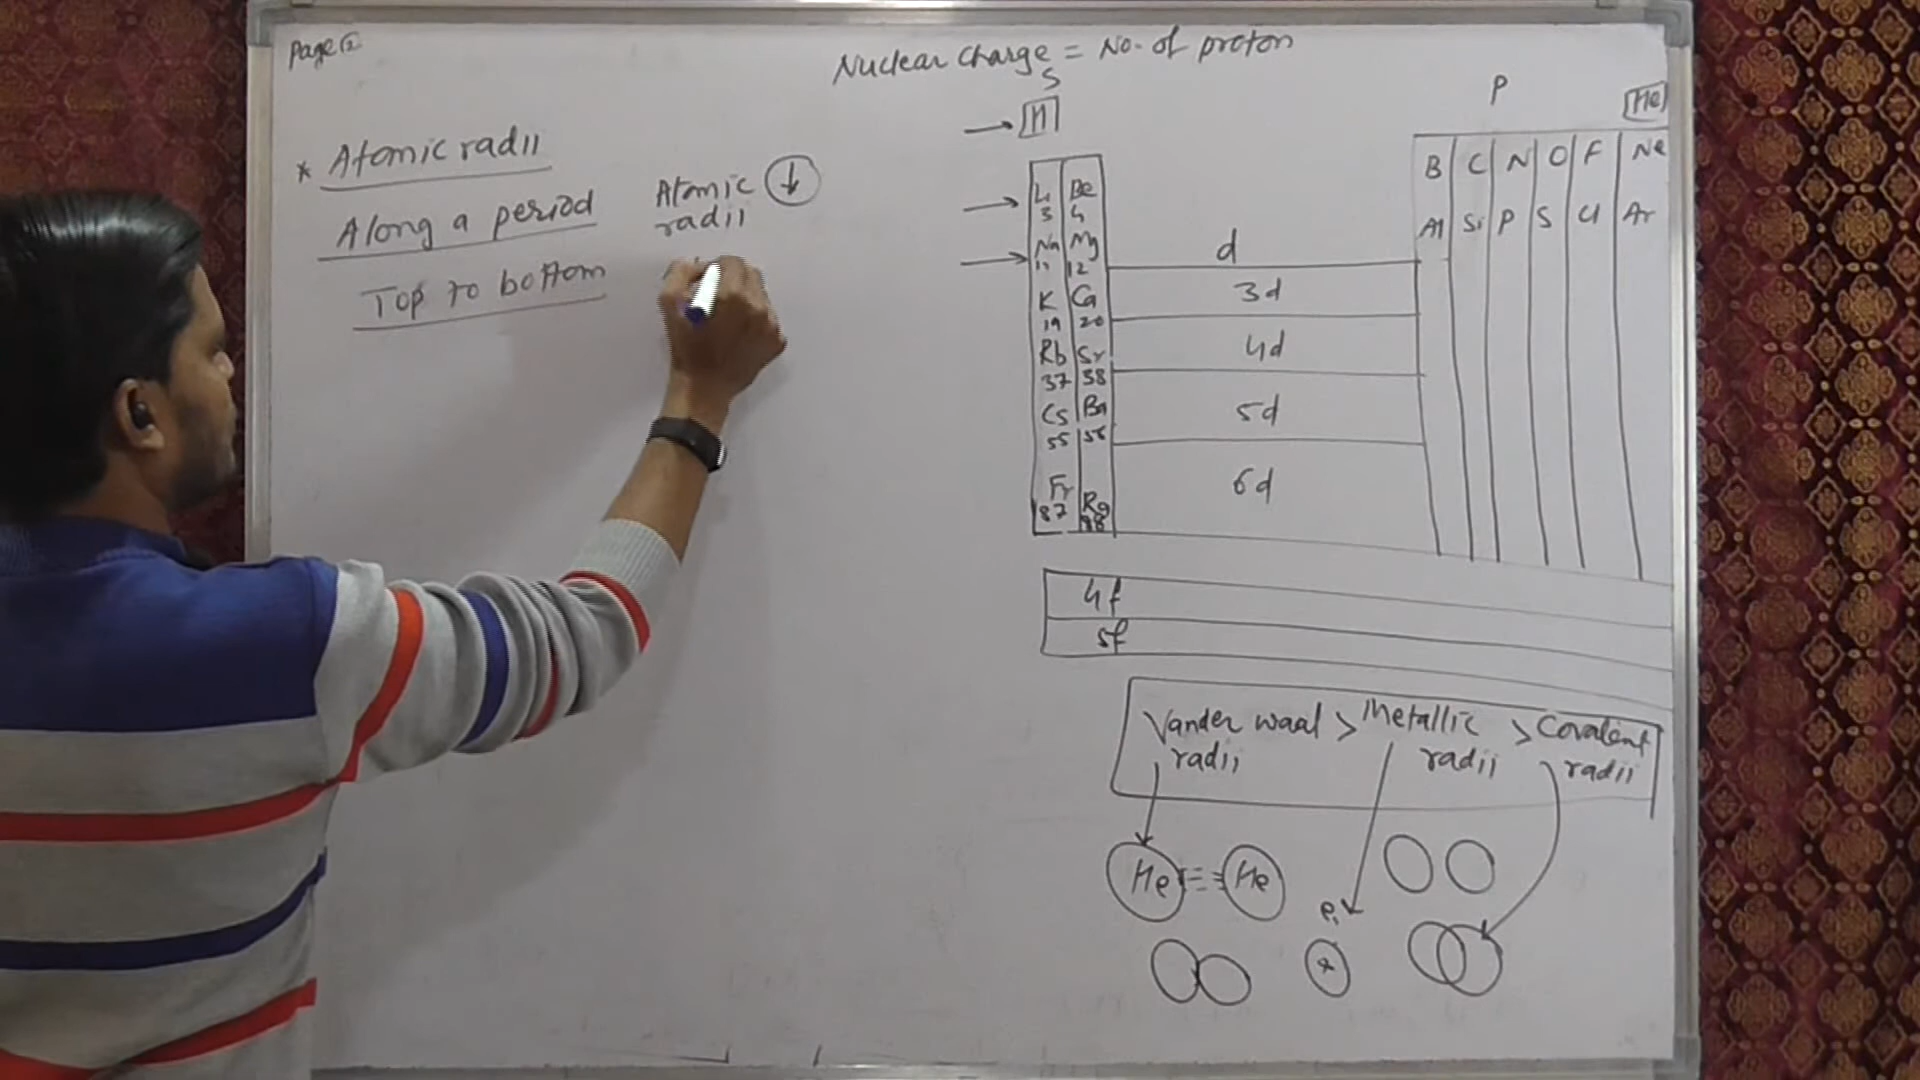 Page 2
Nuclear Charge = No. of proton
S
P
H
He
* Atomic radii
Along a period
Atomic ↓
radii
Top to bottom
Li Be
3 4
Na Mg
11 12
K Ca
19 20
Rb Sr
37 38
Cs Ba
55 56
Fr Ra
87 88
d
3d
4d
5d
6d
B C N O F Ne
Al Si P S Cl Ar
4f
5f
Vander waal > Metallic > Covalent
radii radii radii
He He